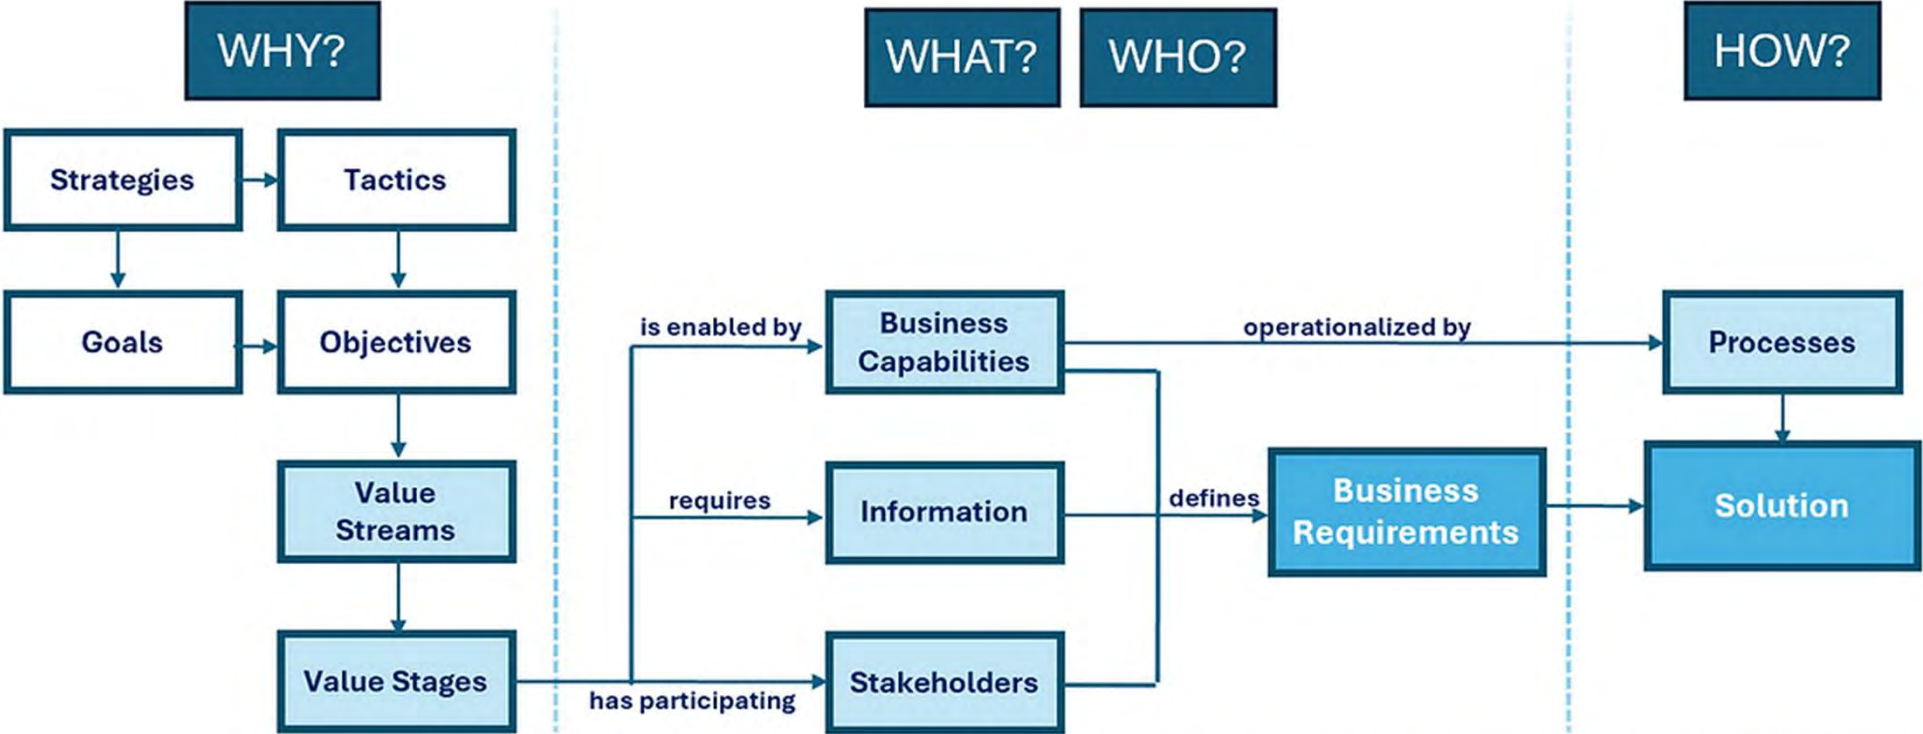 WHY?
WHAT?
WHO?
HOW?
Strategies
Tactics
Goals
Objectives
is enabled by
Business
Capabilities
operationalized by
Processes
Value
Streams
requires
Information
defines
Business
Requirements
Solution
Value Stages
has participating
Stakeholders